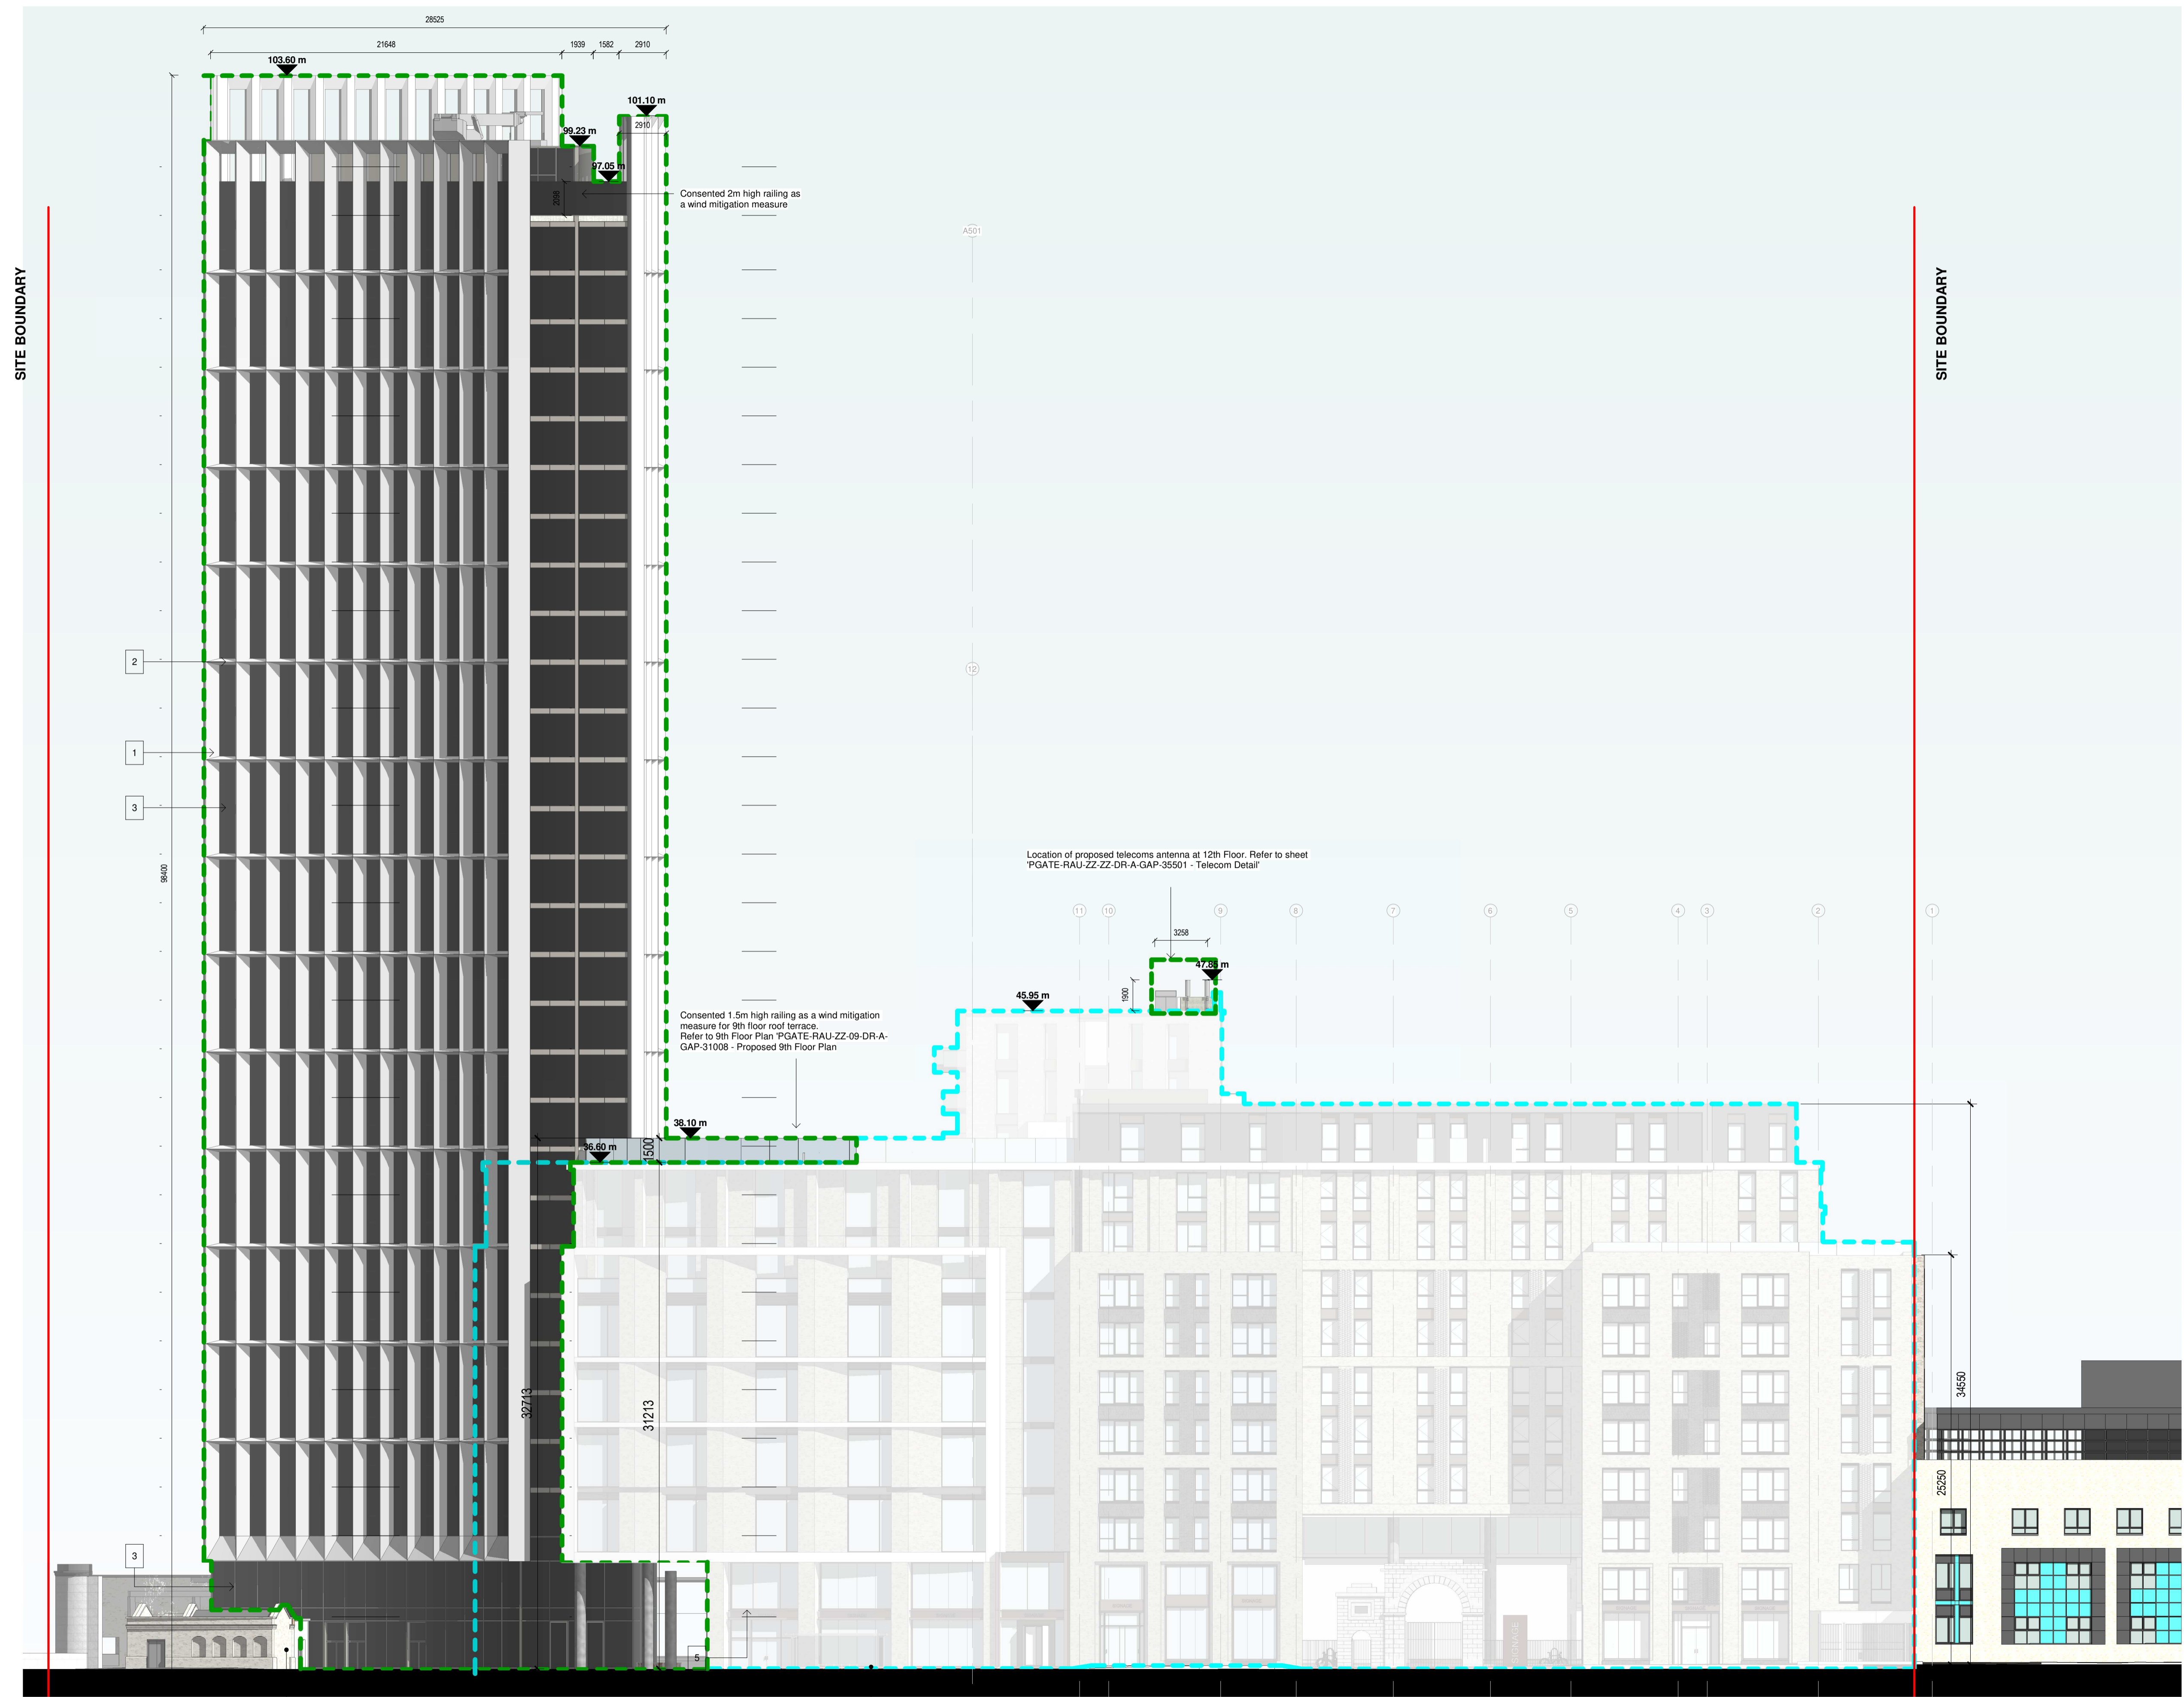 28525
21648
1939
1582
2910
103.60 m
101.10 m
2910
99.23 m
97.05 m
2098
Consented 2m high railing as
a wind mitigation measure
SITE BOUNDARY
SITE BOUNDARY
A501
12
2
1
3
98400
Location of proposed telecoms antenna at 12th Floor. Refer to sheet
'PGATE-RAU-ZZ-ZZ-DR-A-GAP-35501 - Telecom Detail'
11
10
9
8
7
6
5
4
3
2
1
3258
47.85 m
1900
45.95 m
Consented 1.5m high railing as a wind mitigation
measure for 9th floor roof terrace.
Refer to 9th Floor Plan 'PGATE-RAU-ZZ-09-DR-A-
GAP-31008 - Proposed 9th Floor Plan
38.10 m
36.60 m
1500
32713
31213
34550
25250
3
5
SIGNAGE